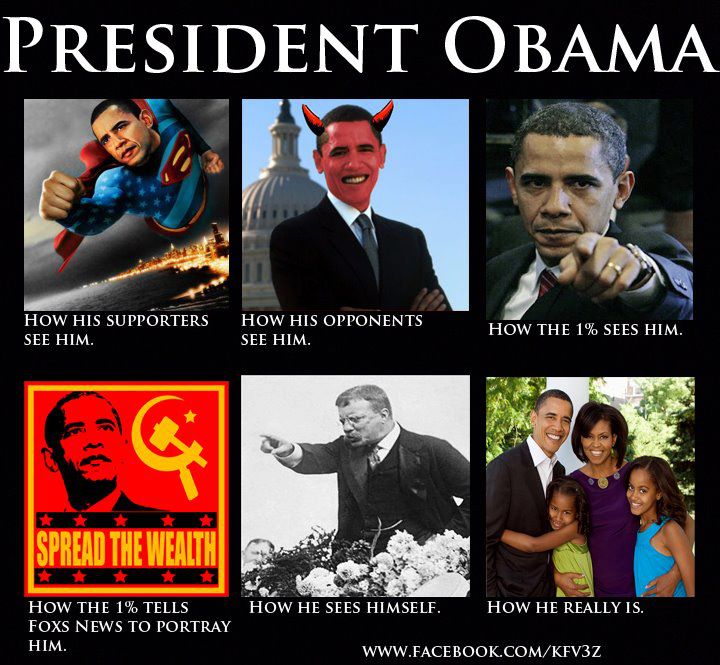 PRESIDENT OBAMA
HOW HIS SUPPORTERS
SEE HIM.
HOW HIS OPPONENTS
SEE HIM.
HOW THE 1% SEES HIM.
SPREAD THE WEALTH
HOW THE 1% TELLS
FOXS NEWS TO PORTRAY
HIM.
HOW HE SEES HIMSELF.
HOW HE REALLY IS.
WWW.FACEBOOK.COM/KFV3Z